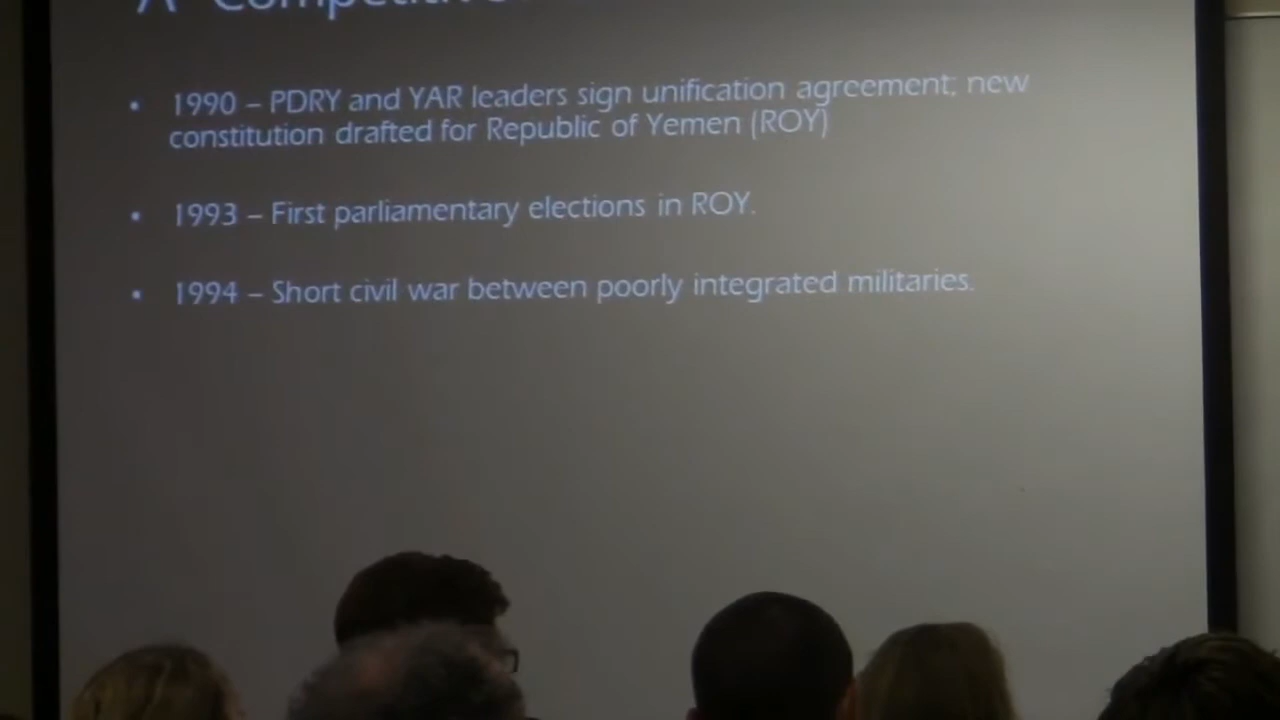 A
• 1990 – PDRY and YAR leaders sign unification agreement; new
constitution drafted for Republic of Yemen (ROY)
• 1993 – First parliamentary elections in ROY.
• 1994 – Short civil war between poorly integrated militaries.